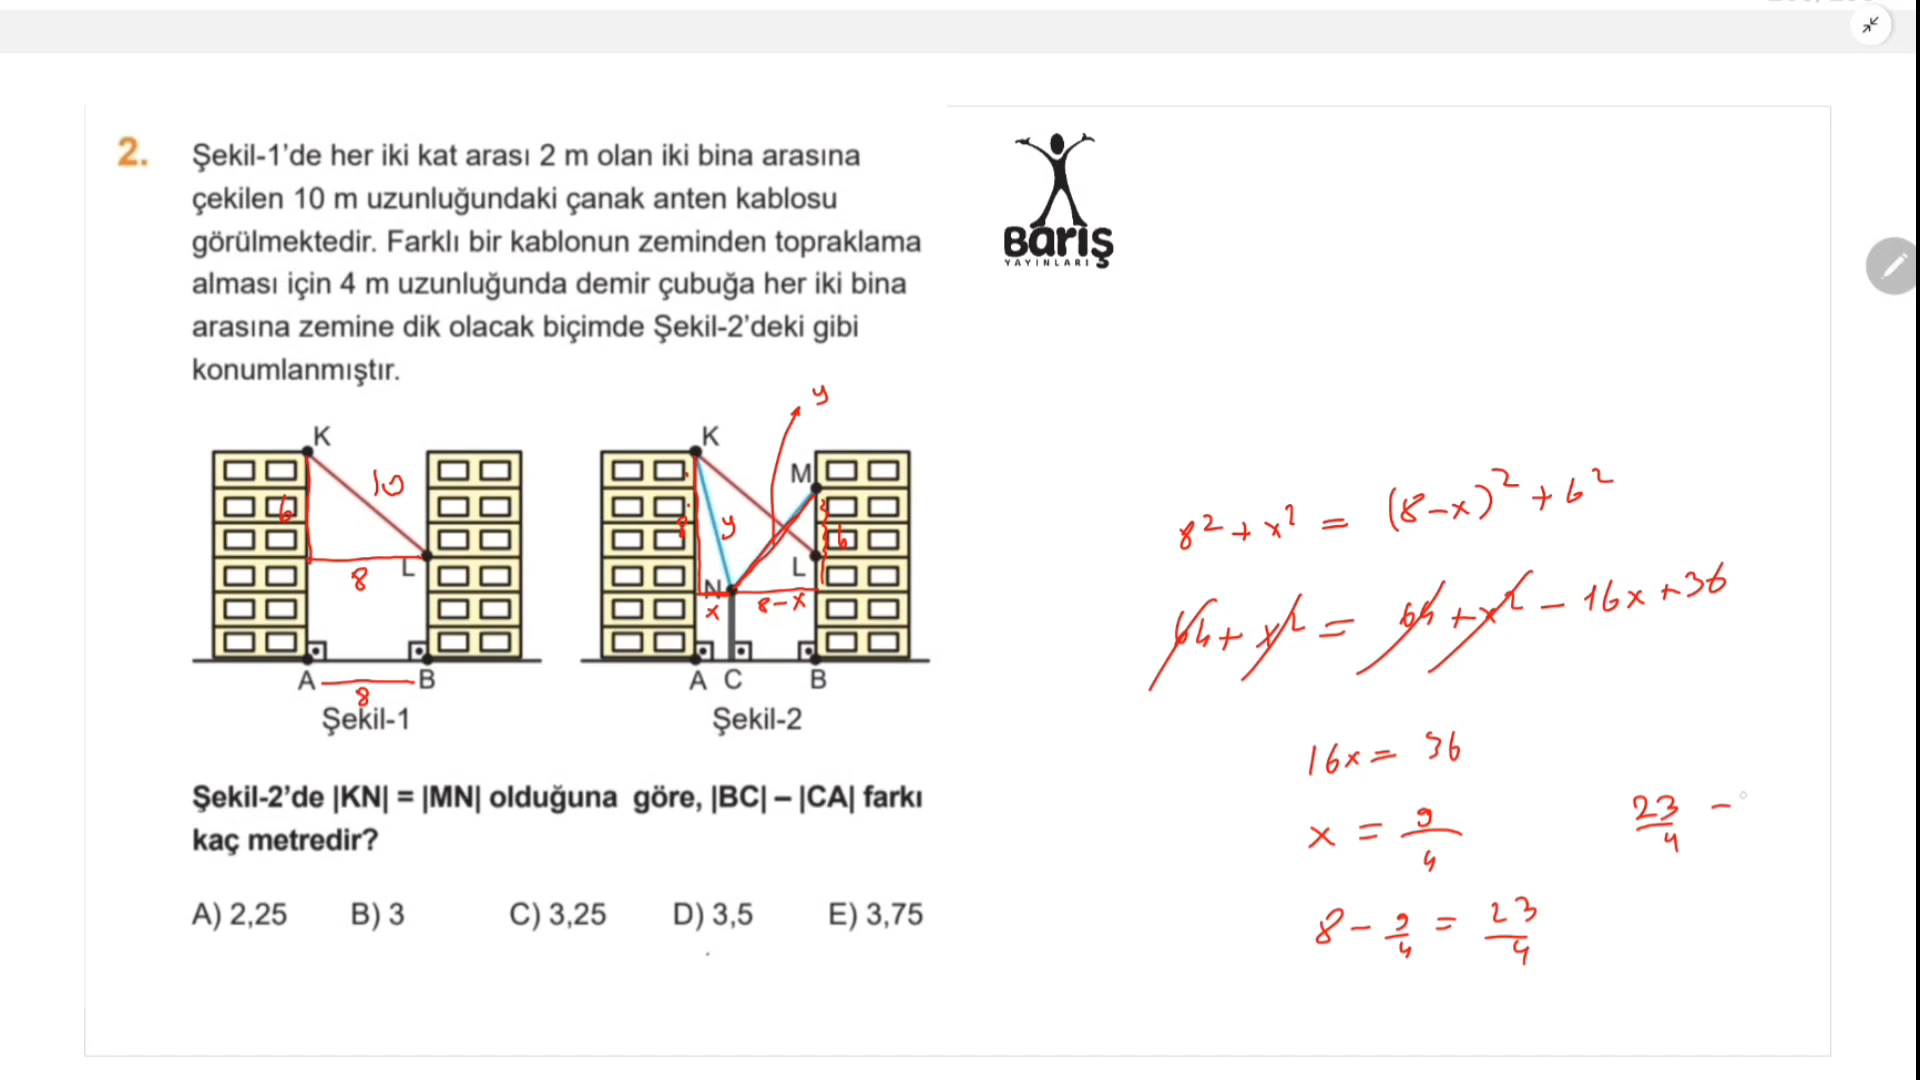 2. Şekil-1’de her iki kat arası 2 m olan iki bina arasına
çekilen 10 m uzunluğundaki çanak anten kablosu
görülmektedir. Farklı bir kablonun zeminden topraklama
alması için 4 m uzunluğunda demir çubuğa her iki bina
arasına zemine dik olacak biçimde Şekil-2’deki gibi
konumlanmıştır.
K
10
6
8
L
A B
8
Şekil-1
y
K
M
8
y
6
L
N
x
8-x
A C B
Şekil-2
Şekil-2’de |KN| = |MN| olduğuna göre, |BC| – |CA| farkı
kaç metredir?
A) 2,25 B) 3 C) 3,25 D) 3,5 E) 3,75
Barış
YAYINLARI
8² + x² = (8-x)² + 6²
64 + x² = 64 + x² - 16x + 36
16x = 36
x = 9/4
8 - 9/4 = 23/4
23/4 -